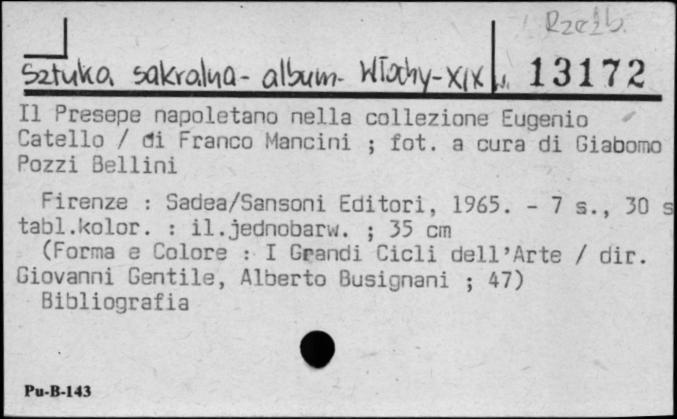 Rzeźb.
Sztuka sakralna - album - Włochy - XIX w. 13172
Il Presepe napoletano nella collezione Eugenio
Catello / di Franco Mancini ; fot. a cura di Giabomo
Pozzi Bellini
Firenze : Sadea/Sansoni Editori, 1965. - 7 s., 30 s
tabl.kolor. : il.jednobarw. ; 35 cm
(Forma e Colore : I Grandi Cicli dell'Arte / dir.
Giovanni Gentile, Alberto Busignani ; 47)
Bibliografia
Pu-B-143